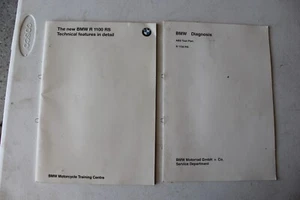 The new BMW R 1100 RS
Technical features in detail
BMW Motorcycle Training Centre
BMW Diagnosis
BMW Motorrad GmbH + Co.
Service Department